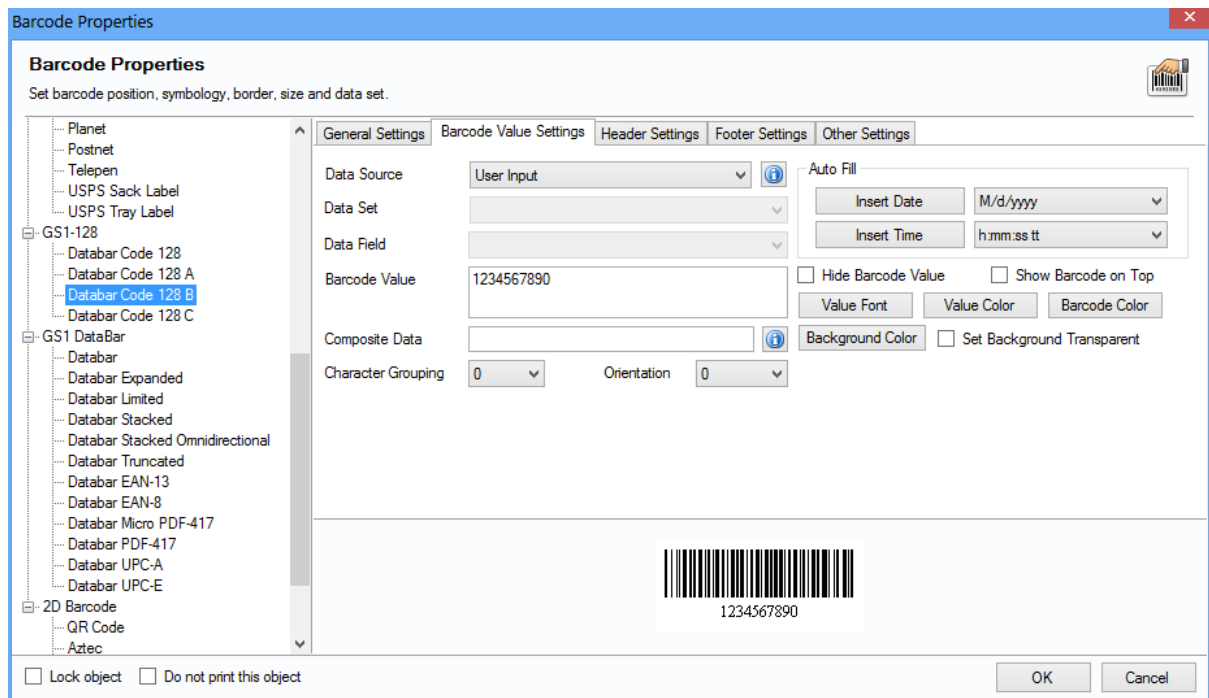 Barcode Properties
Barcode Properties
Set barcode position, symbology, border, size and data set.
Planet
Postnet
Telepen
USPS Sack Label
USPS Tray Label
GS1-128
Databar Code 128
Databar Code 128 A
Databar Code 128 B
Databar Code 128 C
GS1 DataBar
Databar
Databar Expanded
Databar Limited
Databar Stacked
Databar Stacked Omnidirectional
Databar Truncated
Databar EAN-13
Databar EAN-8
Databar Micro PDF-417
Databar PDF-417
Databar UPC-A
Databar UPC-E
2D Barcode
QR Code
Aztec
General Settings Barcode Value Settings Header Settings Footer Settings Other Settings
Data Source User Input
Data Set
Data Field
Barcode Value 1234567890
Composite Data
Character Grouping 0 Orientation 0
Auto Fill
Insert Date M/d/yyyy
Insert Time h:mm:ss tt
Hide Barcode Value Show Barcode on Top
Value Font Value Color Barcode Color
Background Color Set Background Transparent
1234567890
Lock object Do not print this object OK Cancel